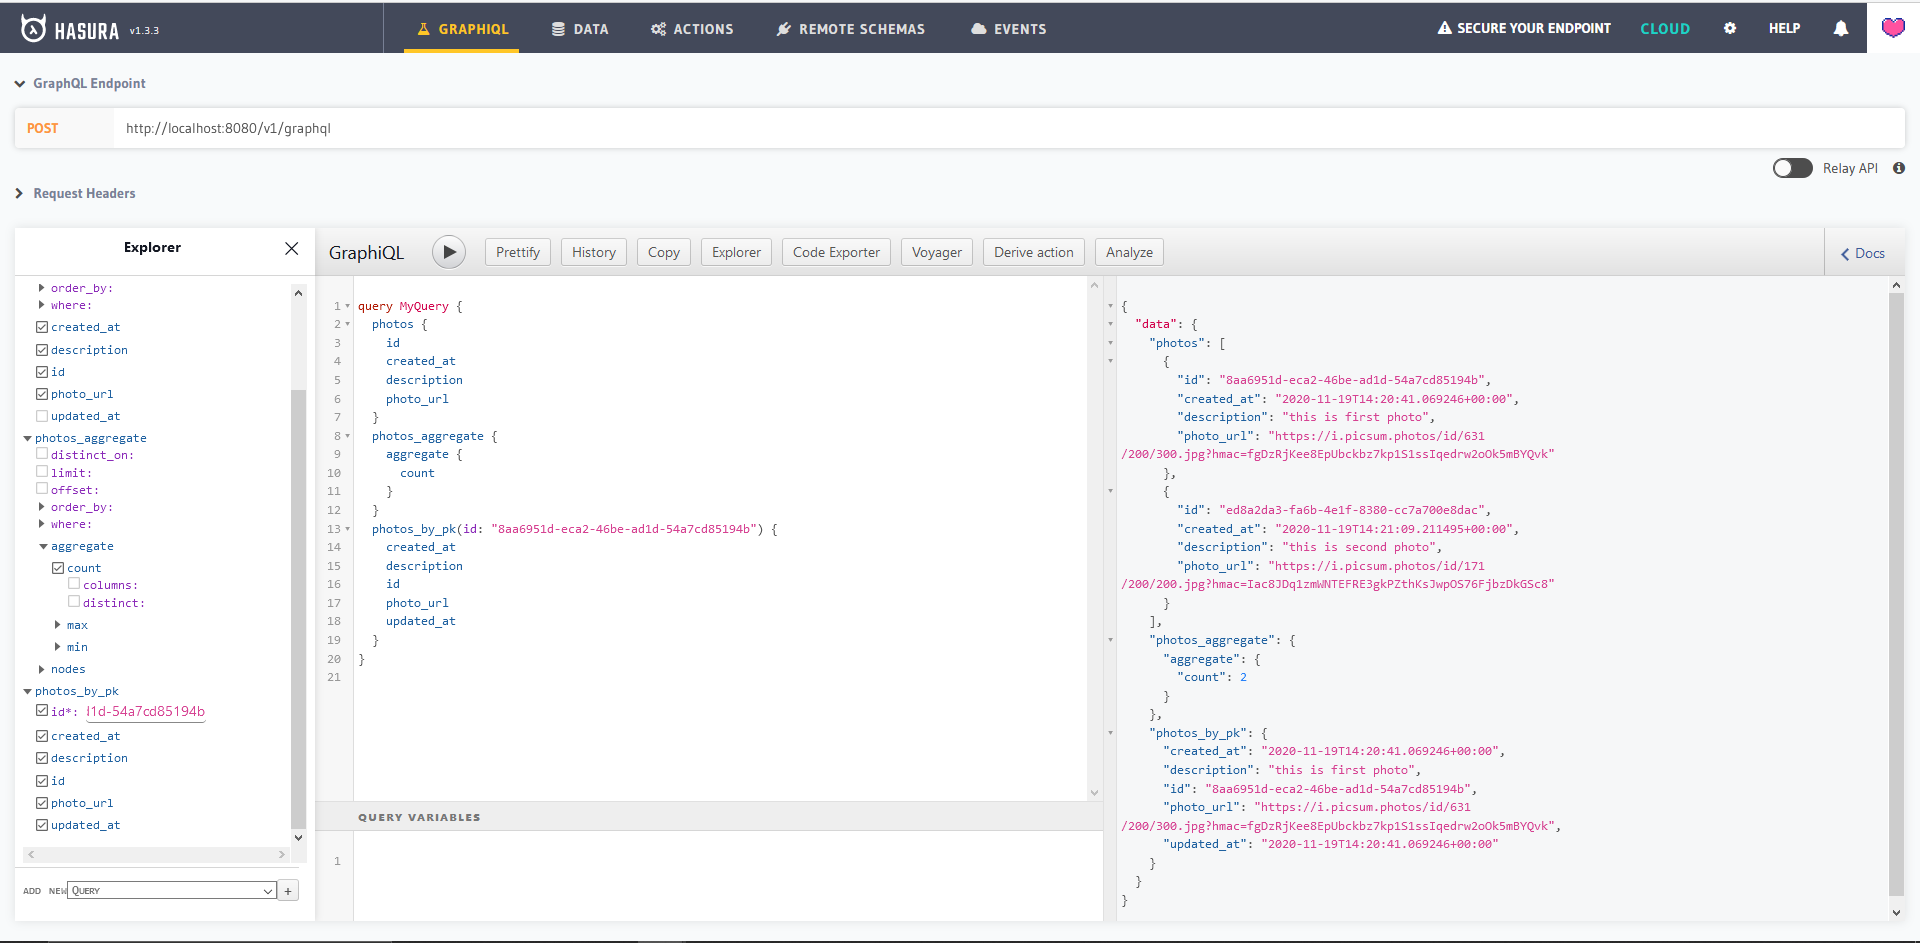 HASURA v1.3.3 GRAPHIQL DATA ACTIONS REMOTE SCHEMAS EVENTS SECURE YOUR ENDPOINT CLOUD HELP
GraphQL Endpoint
POST http://localhost:8080/v1/graphql
Relay API
Request Headers
Explorer
order_by:
where:
created_at
description
id
photo_url
updated_at
photos_aggregate
distinct_on:
limit:
offset:
order_by:
where:
aggregate
count
columns:
distinct:
max
min
nodes
photos_by_pk
id*: 1d-54a7cd85194b
created_at
description
id
photo_url
updated_at
ADD NEW QUERY +
GraphiQL Prettify History Copy Explorer Code Exporter Voyager Derive action Analyze Docs
1 query MyQuery {
2 photos {
3 id
4 created_at
5 description
6 photo_url
7 }
8 photos_aggregate {
9 aggregate {
10 count
11 }
12 }
13 photos_by_pk(id: "8aa6951d-eca2-46be-ad1d-54a7cd85194b") {
14 created_at
15 description
16 id
17 photo_url
18 updated_at
19 }
20 }
21
QUERY VARIABLES
1
{
"data": {
"photos": [
{
"id": "8aa6951d-eca2-46be-ad1d-54a7cd85194b",
"created_at": "2020-11-19T14:20:41.069246+00:00",
"description": "this is first photo",
"photo_url": "https://i.picsum.photos/id/631
/200/300.jpg?hmac=fgDzRjKee8EpUbckbz7kp1S1ssIqedrw2oOk5mBYQvk"
},
{
"id": "ed8a2da3-fa6b-4e1f-8380-cc7a700e8dac",
"created_at": "2020-11-19T14:21:09.211495+00:00",
"description": "this is second photo",
"photo_url": "https://i.picsum.photos/id/171
/200/200.jpg?hmac=Iac8JDq1zmWNTEFRE3gkPZthKsJwpOS76FjbzDkGSc8"
}
],
"photos_aggregate": {
"aggregate": {
"count": 2
}
},
"photos_by_pk": {
"created_at": "2020-11-19T14:20:41.069246+00:00",
"description": "this is first photo",
"id": "8aa6951d-eca2-46be-ad1d-54a7cd85194b",
"photo_url": "https://i.picsum.photos/id/631
/200/300.jpg?hmac=fgDzRjKee8EpUbckbz7kp1S1ssIqedrw2oOk5mBYQvk",
"updated_at": "2020-11-19T14:20:41.069246+00:00"
}
}
}